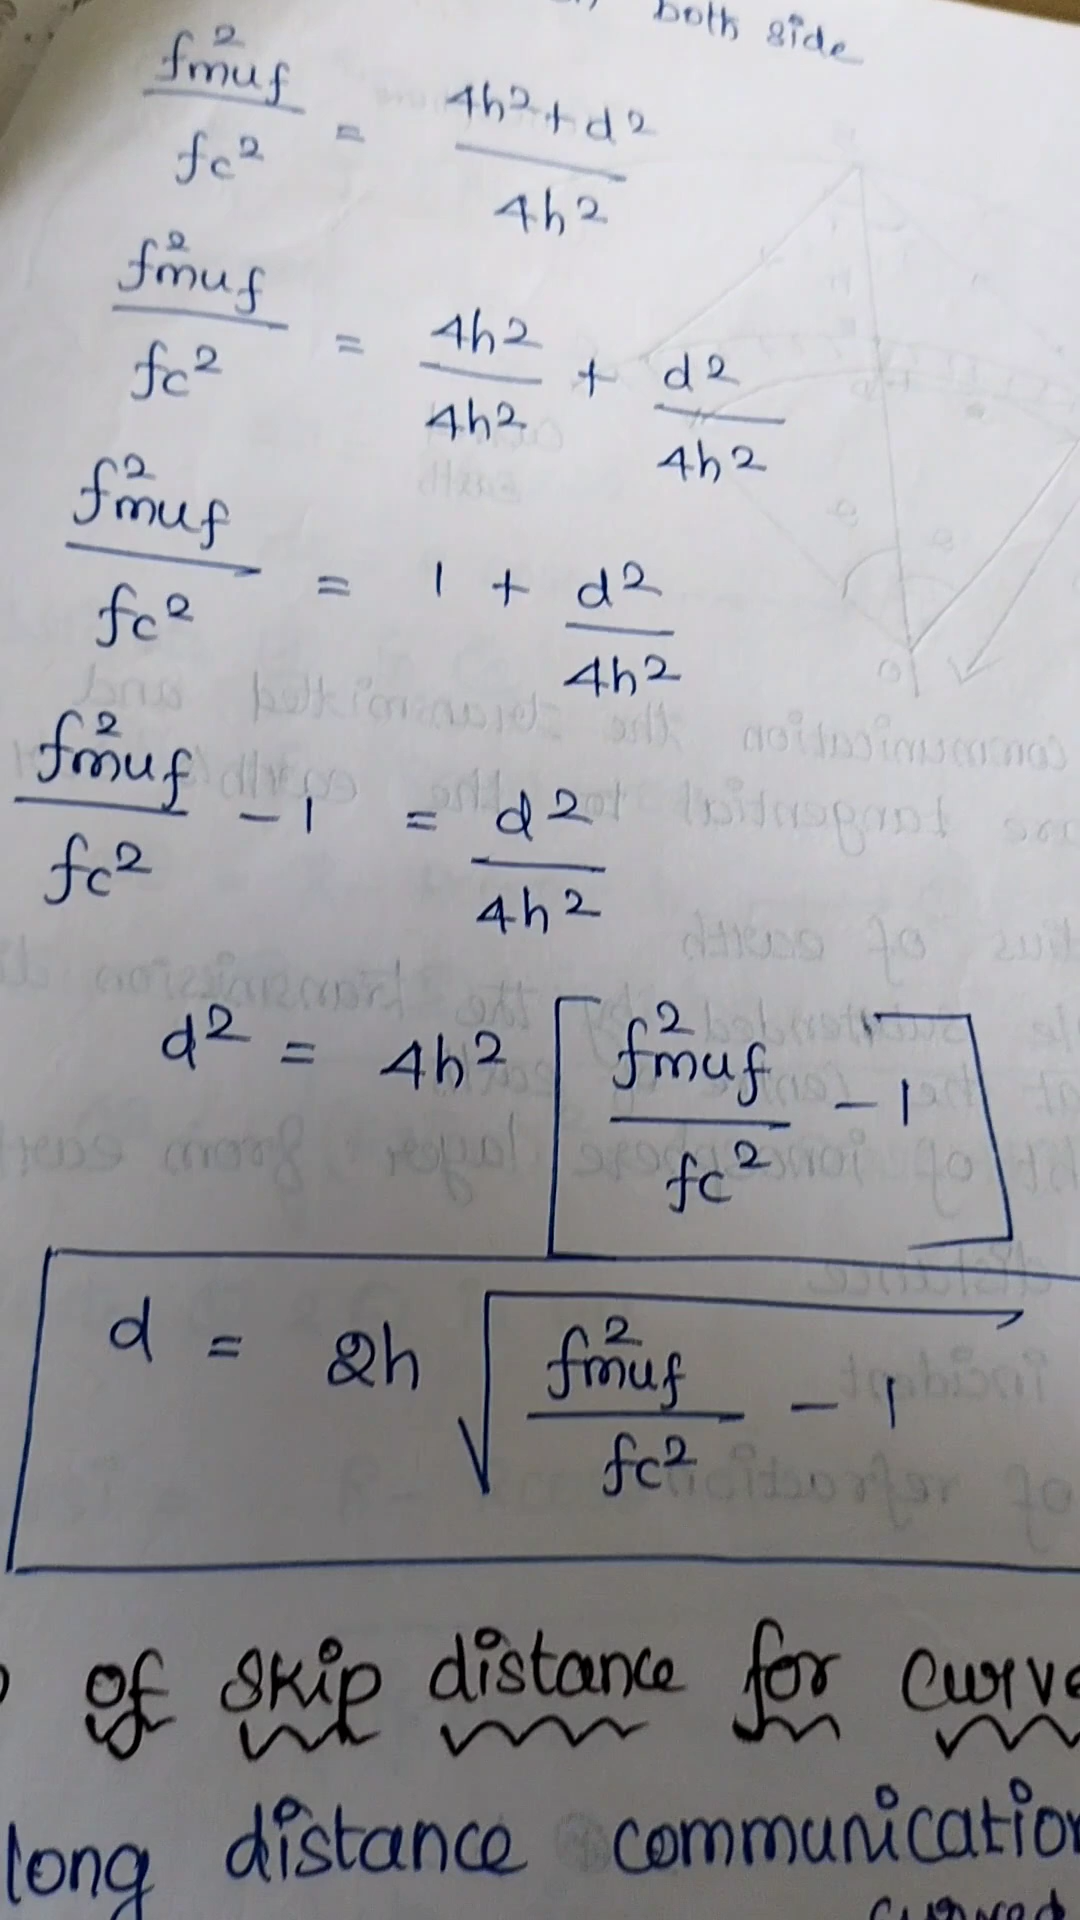 both side
f²muf / fc² = 4h²+d² / 4h²
f²muf / fc² = 4h² / 4h² + d² / 4h²
f²muf / fc² = 1 + d² / 4h²
f²muf / fc² - 1 = d² / 4h²
d² = 4h² [ f²muf / fc² - 1 ]
d = 2h √ f²muf / fc² - 1
of skip distance for curve
long distance communication
curved